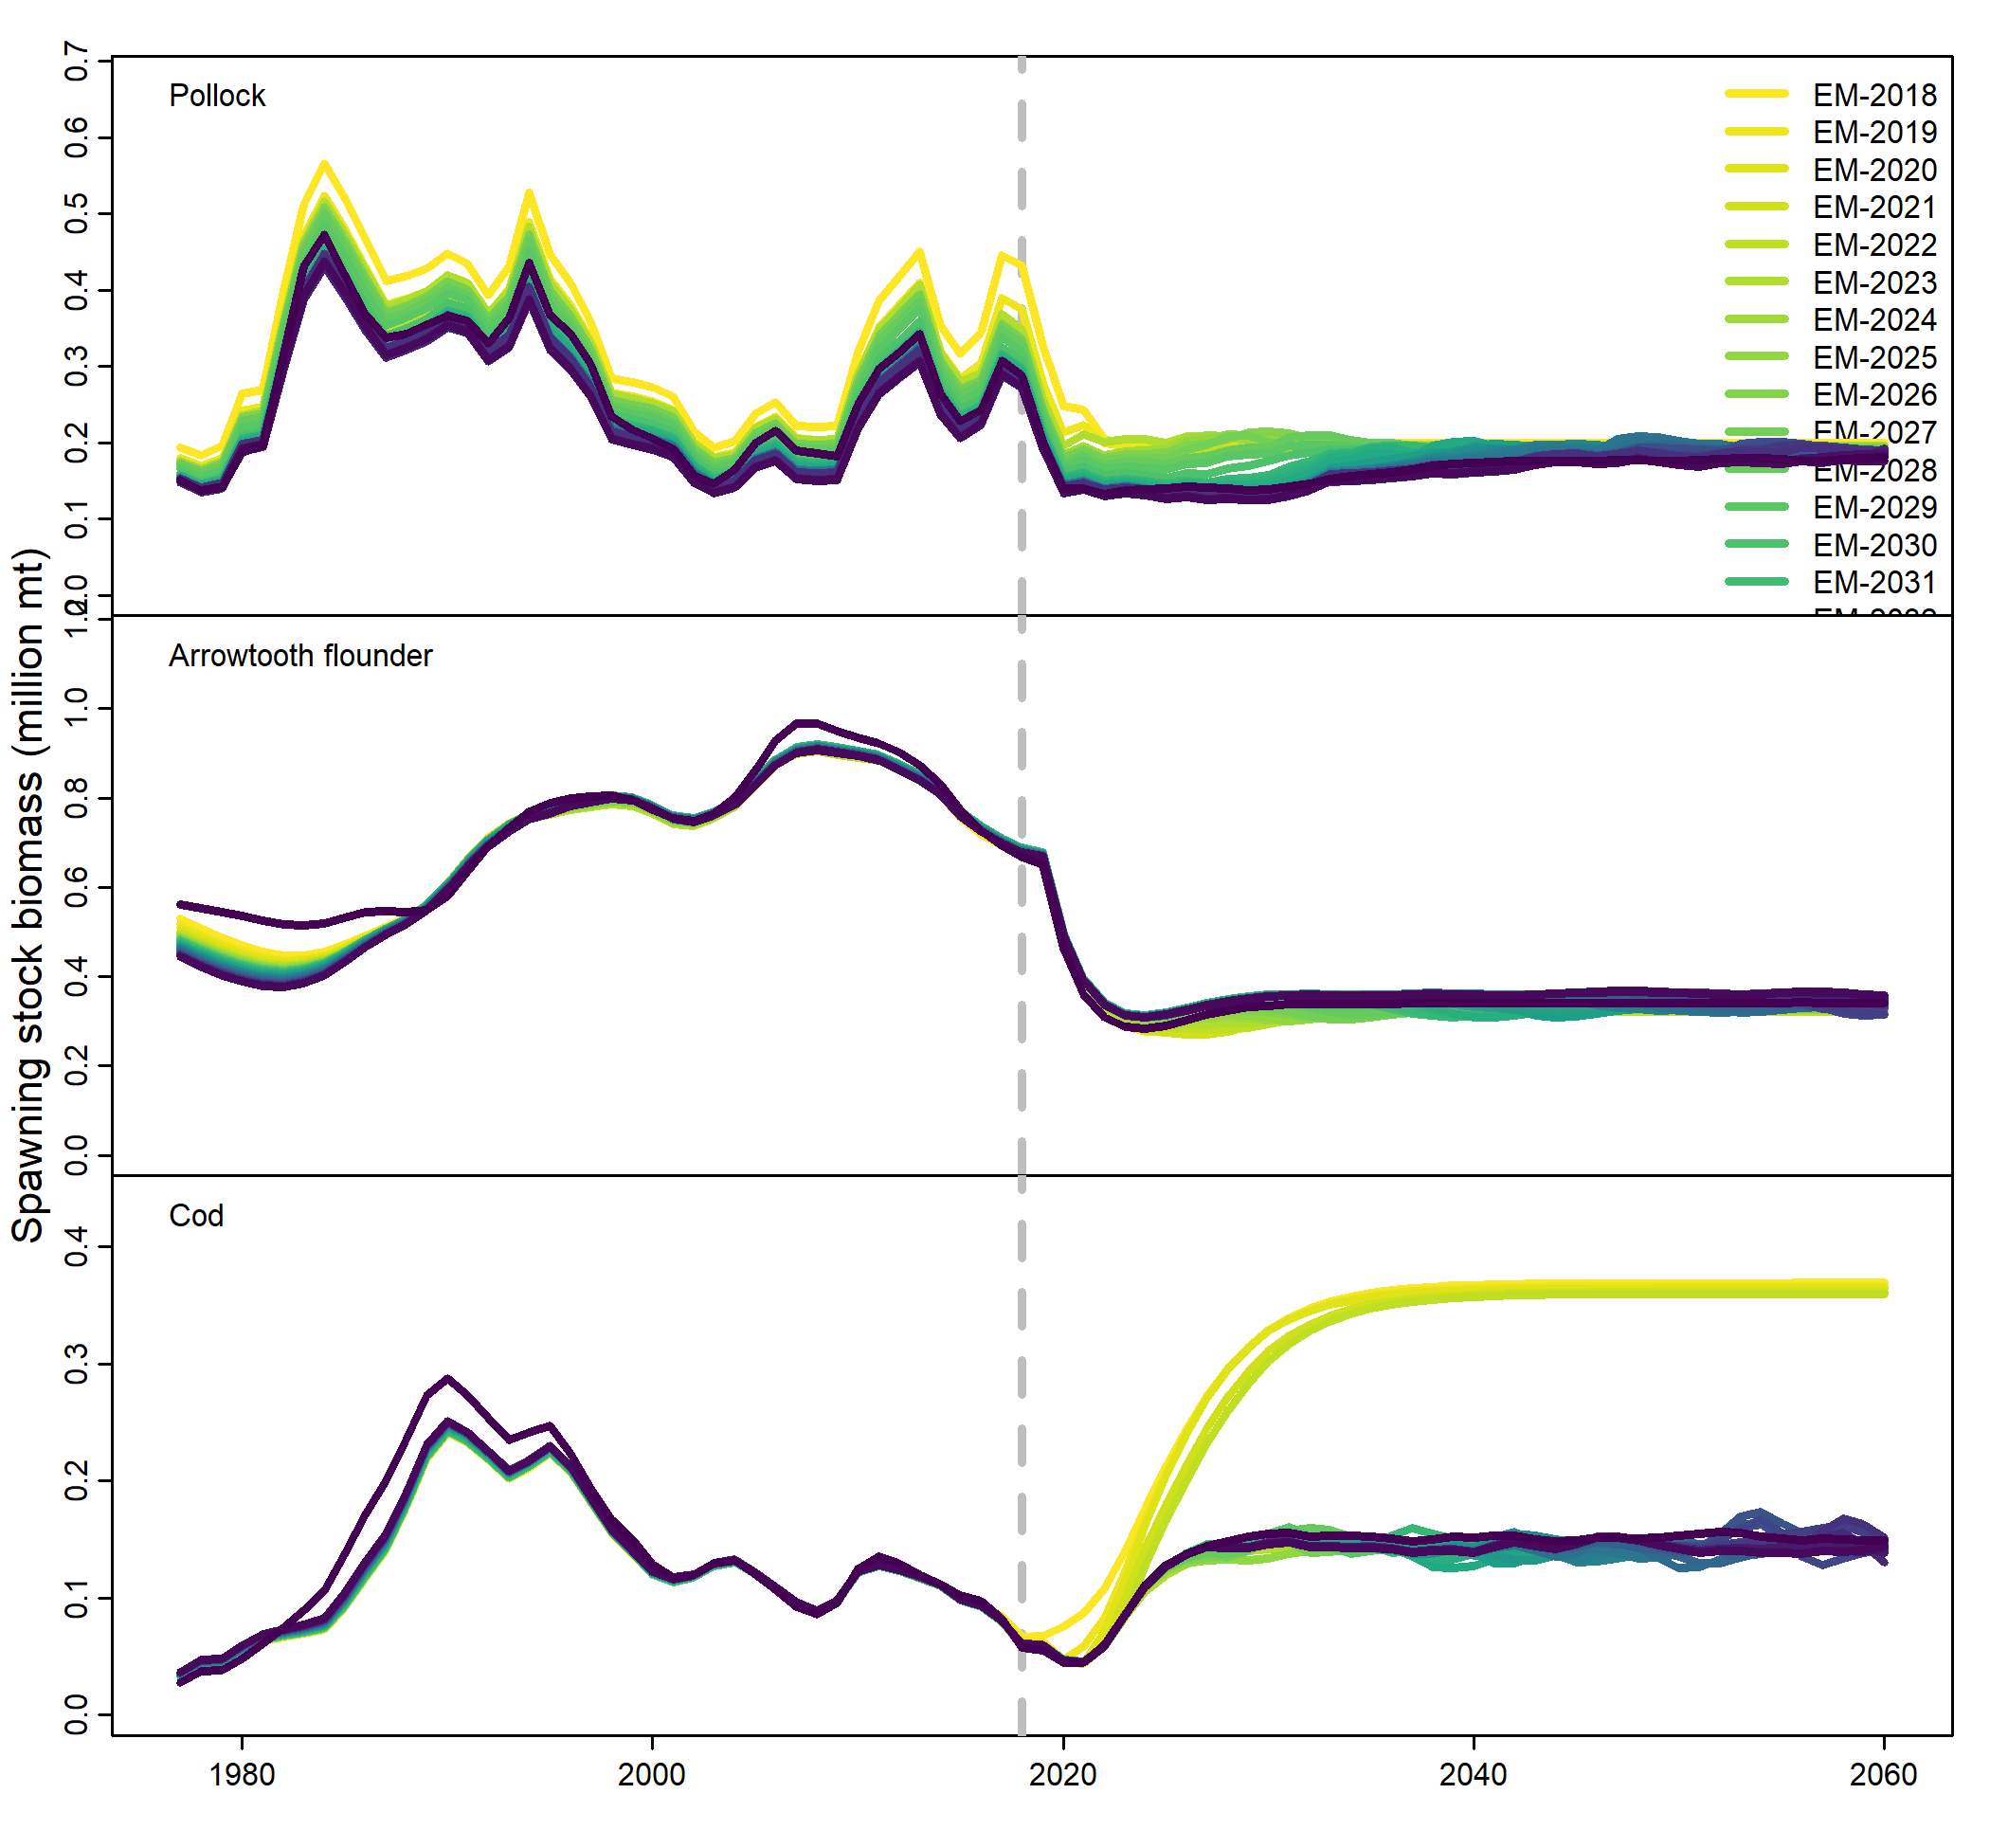 Spawning stock biomass (million mt)
Pollock
0.7
0.6
0.5
0.4
0.3
0.2
0.1
0.0
EM-2018
EM-2019
EM-2020
EM-2021
EM-2022
EM-2023
EM-2024
EM-2025
EM-2026
EM-2027
EM-2028
EM-2029
EM-2030
EM-2031
Arrowtooth flounder
1.2
1.0
0.8
0.6
0.4
0.2
0.0
Cod
0.4
0.3
0.2
0.1
0.0
1980 2000 2020 2040 2060